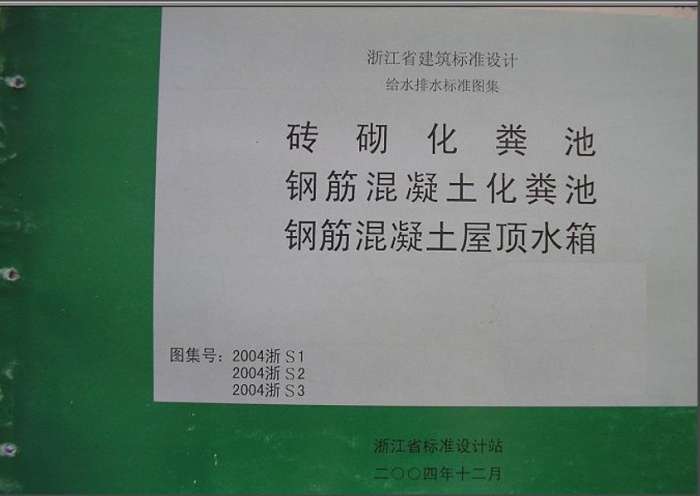 浙江省建筑标准设计
给水排水标准图集
砖砌化粪池
钢筋混凝土化粪池
钢筋混凝土屋顶水箱
图集号：2004浙 S1
2004浙 S2
2004浙 S3
浙江省标准设计站
二〇〇四年十二月